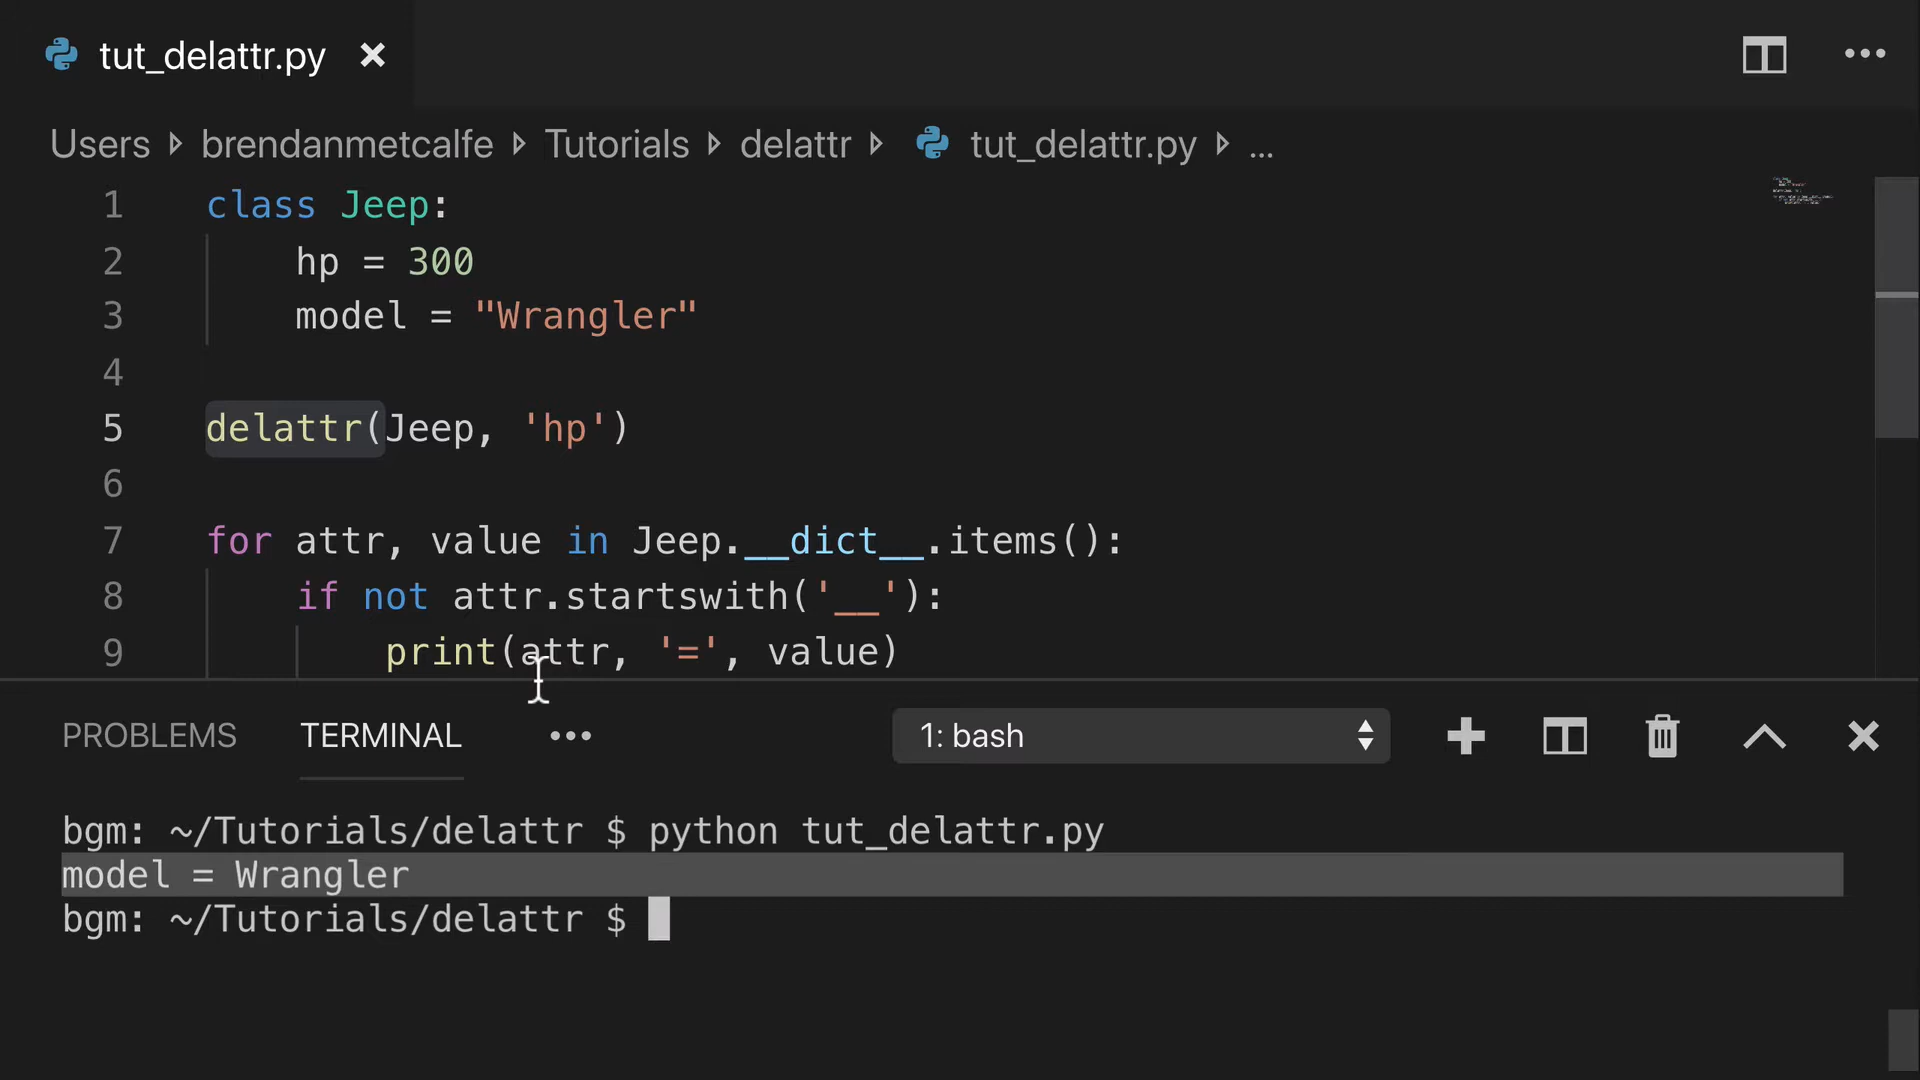 tut_delattr.py
Users brendanmetcalfe Tutorials delattr tut_delattr.py ...
1 class Jeep:
2     hp = 300
3     model = "Wrangler"
4
5 delattr(Jeep, 'hp')
6
7 for attr, value in Jeep.__dict__.items():
8     if not attr.startswith('__'):
9         print(attr, '=', value)
PROBLEMS TERMINAL ••• 1: bash
bgm: ~/Tutorials/delattr $ python tut_delattr.py
model = Wrangler
bgm: ~/Tutorials/delattr $